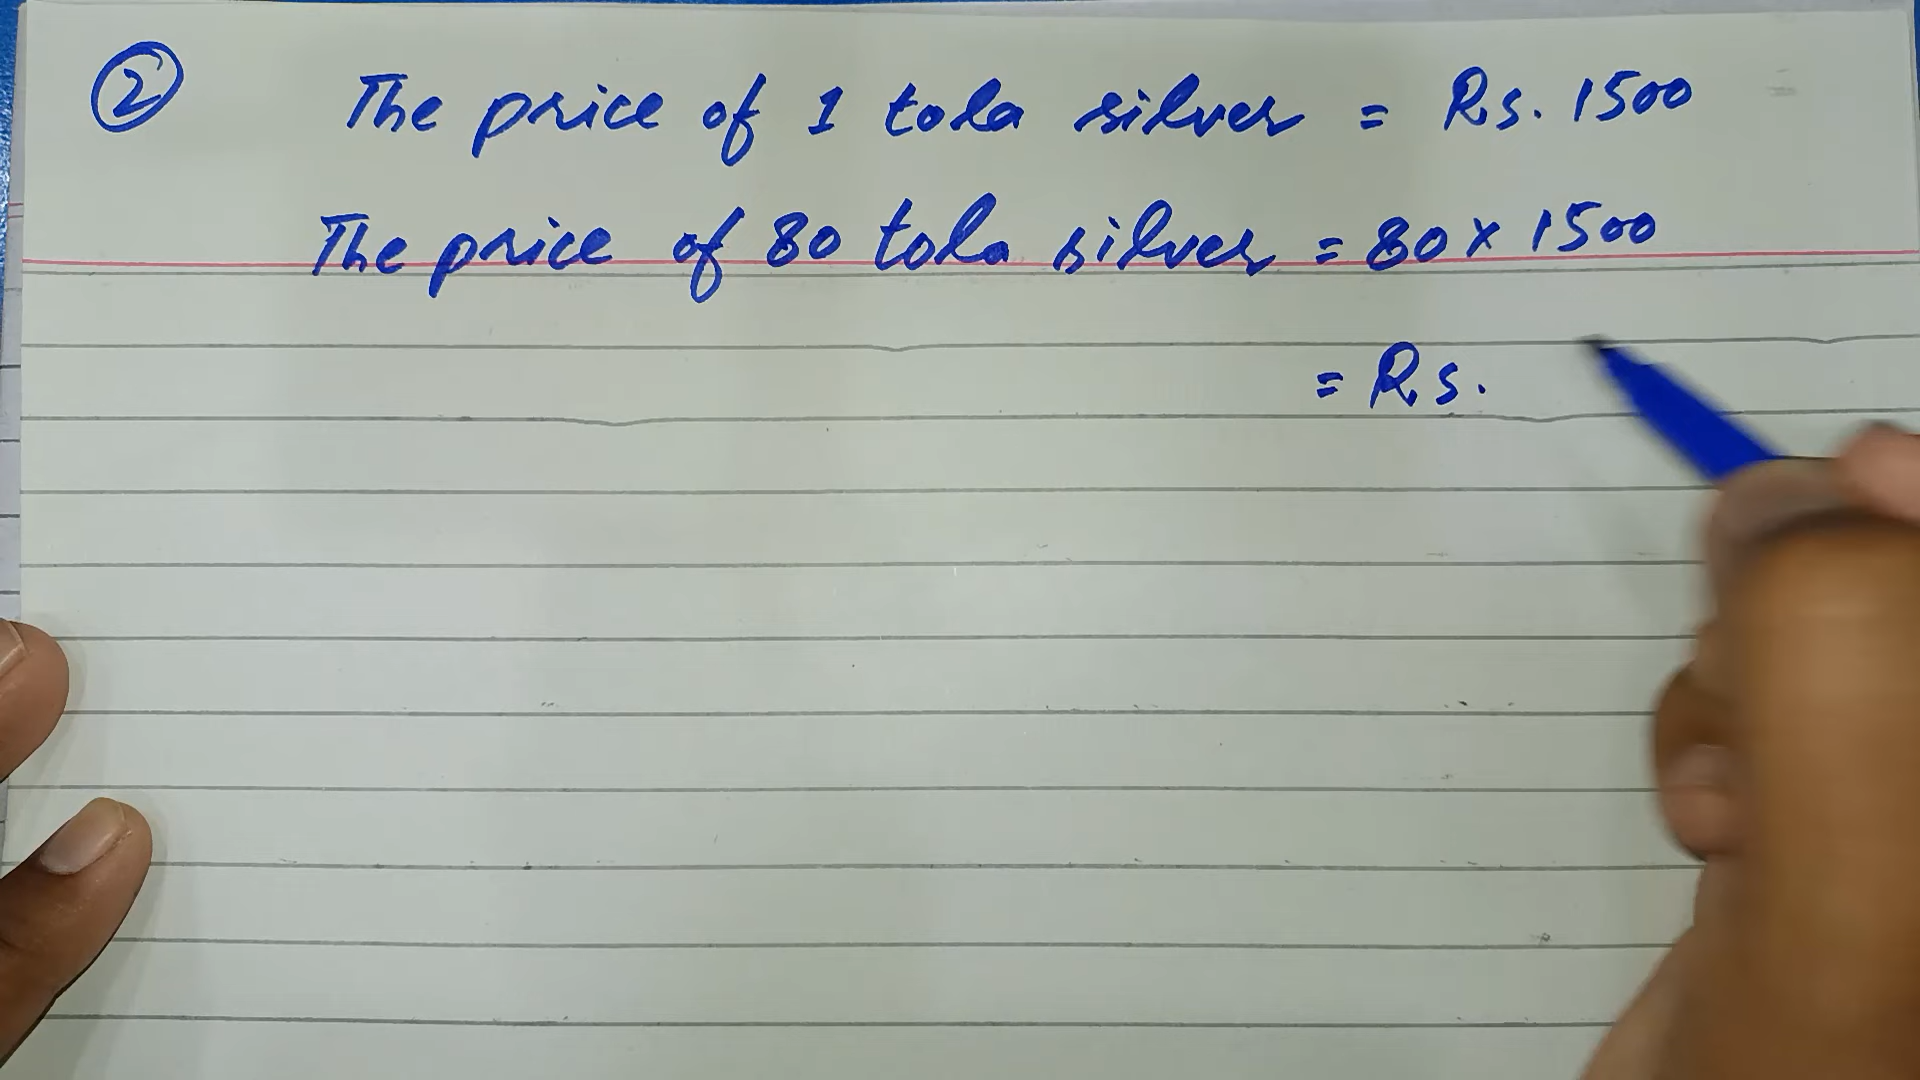 2 The price of 1 tola silver = Rs. 1500
The price of 80 tola silver = 80 x 1500
= Rs.